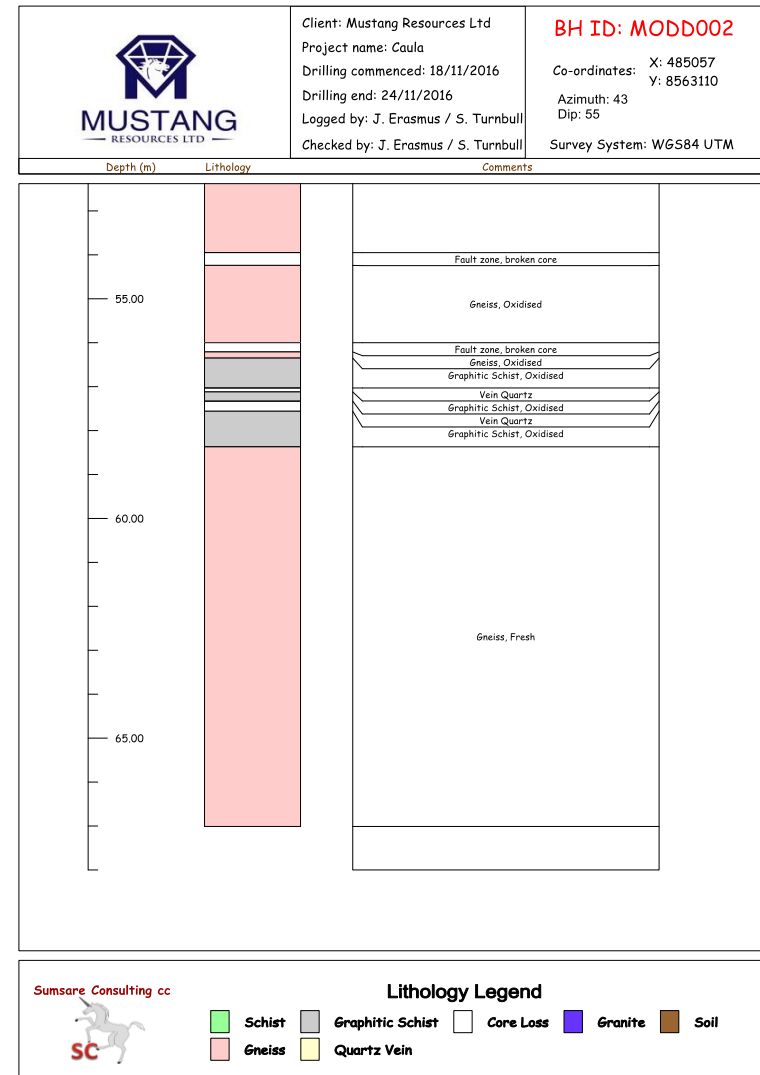 MUSTANG
RESOURCES LTD
Client: Mustang Resources Ltd
Project name: Caula
Drilling commenced: 18/11/2016
Drilling end: 24/11/2016
Logged by: J. Erasmus / S. Turnbull
Checked by: J. Erasmus / S. Turnbull
BH ID: MODD002
Co-ordinates:
X: 485057
Y: 8563110
Azimuth: 43
Dip: 55
Survey System: WGS84 UTM
Depth (m) Lithology Comments
Fault zone, broken core
55.00
Gneiss, Oxidised
Fault zone, broken core
Gneiss, Oxidised
Graphitic Schist, Oxidised
Vein Quartz
Graphitic Schist, Oxidised
Vein Quartz
Graphitic Schist, Oxidised
60.00
Gneiss, Fresh
65.00
Sumsare Consulting cc
SC
Lithology Legend
Schist Graphitic Schist Core Loss Granite Soil
Gneiss Quartz Vein